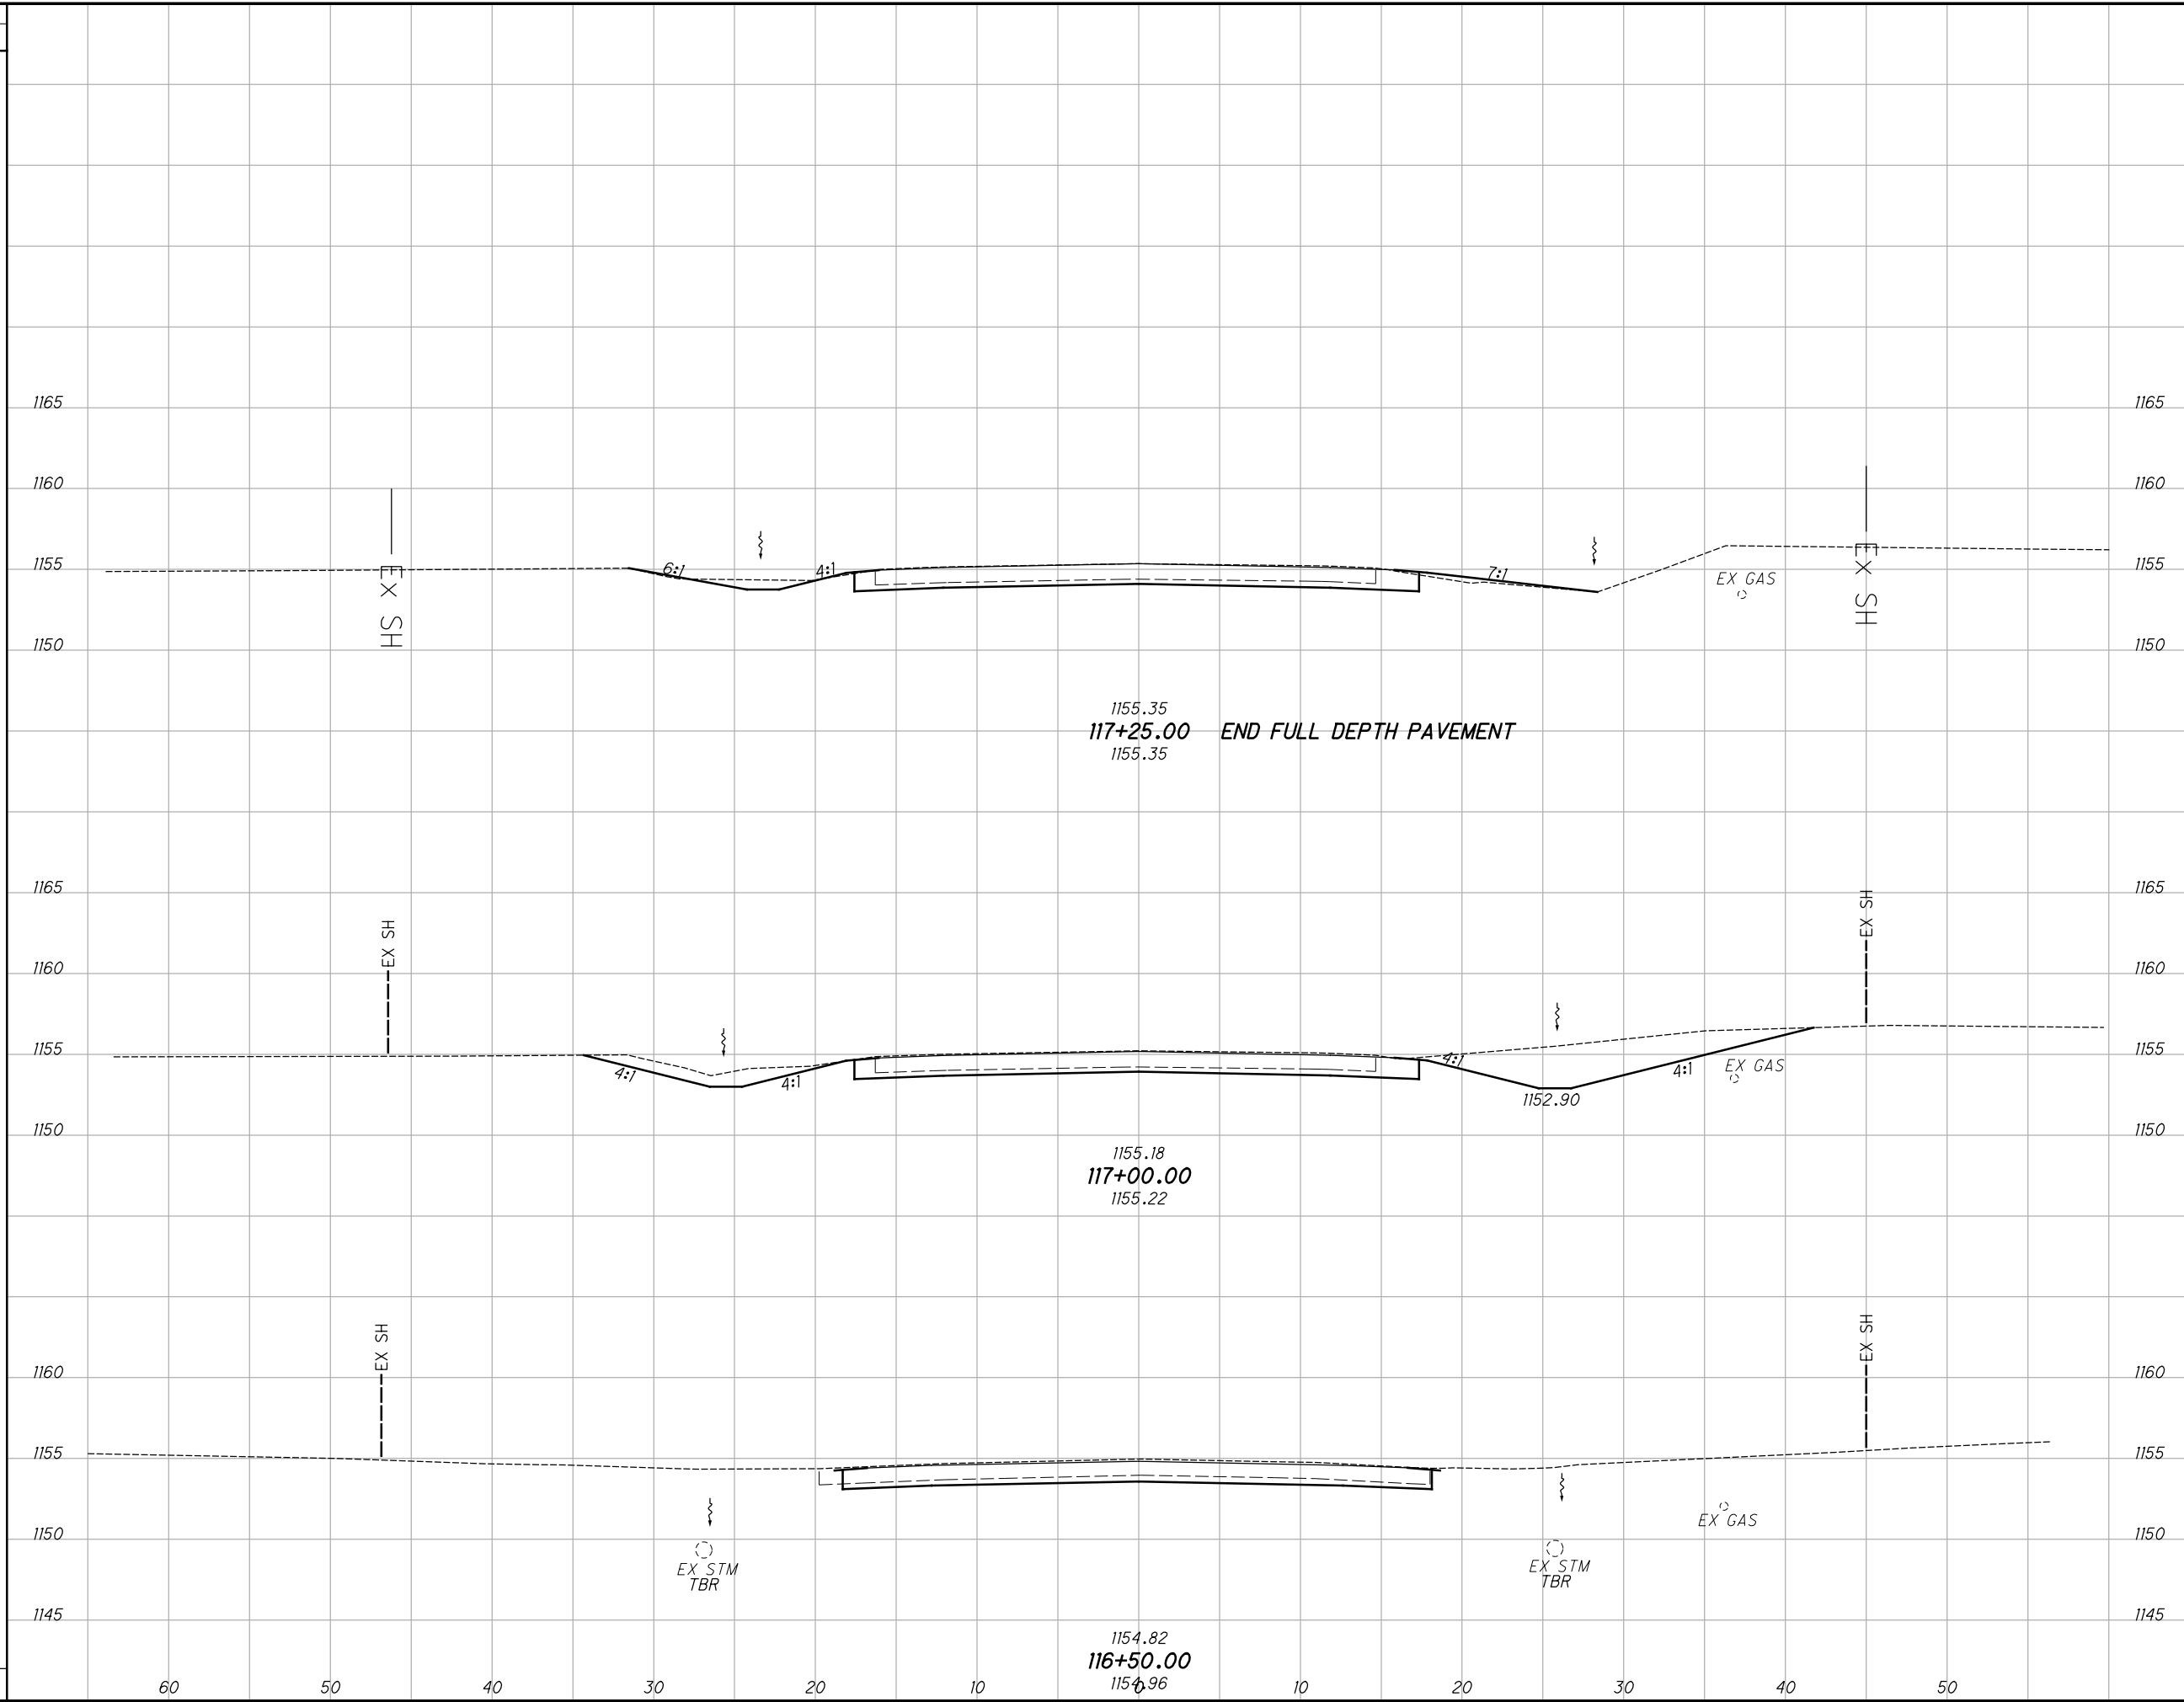 1165 1165
1160 1160
1155 6:1 4:1 7:1 1155
EX SH EX GAS EX SH
1150 1150
1155.35
117+25.00 END FULL DEPTH PAVEMENT
1155.35
1165 1165
EX SH EX SH
1160 1160
1155 4:1 1155
4:1 4:1 4:1 EX GAS
1152.90
1150 1150
1155.18
117+00.00
1155.22
EX SH EX SH
1160 1160
1155 1155
1150 1150
EX GAS
EX STM EX STM
TBR TBR
1145 1145
1154.82
116+50.00
1154.96
60 50 40 30 20 10 0 10 20 30 40 50